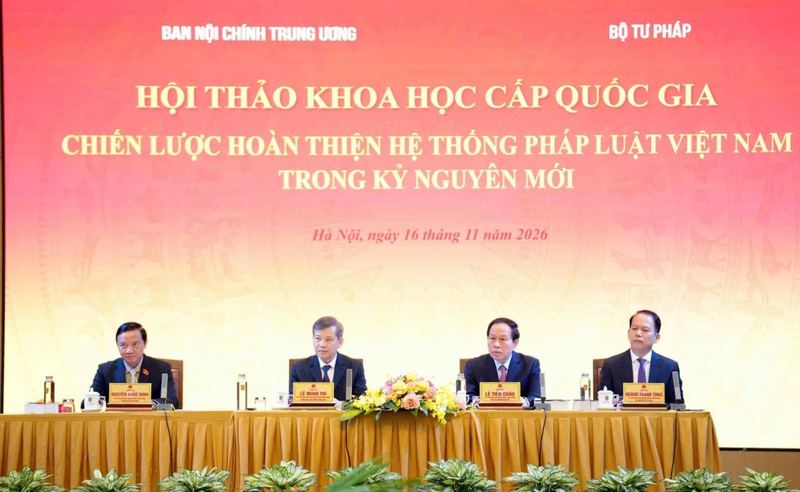 BAN NỘI CHÍNH TRUNG ƯƠNG
BỘ TƯ PHÁP
HỘI THẢO KHOA HỌC CẤP QUỐC GIA
CHIẾN LƯỢC HOÀN THIỆN HỆ THỐNG PHÁP LUẬT VIỆT NAM
TRONG KỶ NGUYÊN MỚI
Hà Nội, ngày 16 tháng 11 năm 2026
NGUYỄN KHẮC ĐỊNH
LÊ MINH TRÍ
LÊ TIẾN CHÂU
HOÀNG THANH TÙNG